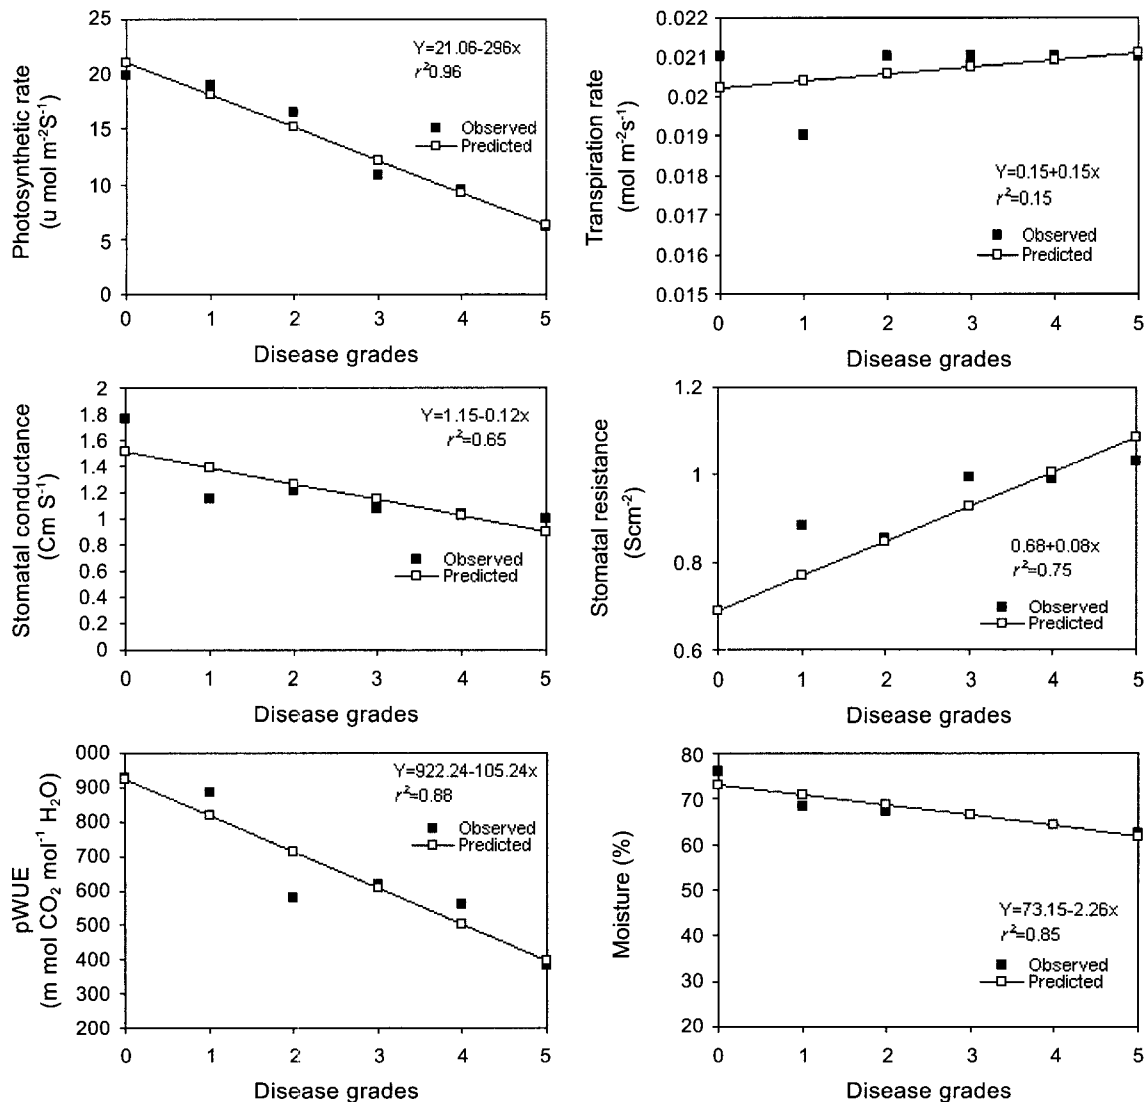 25
20
15
10
5
0
Photosynthetic rate
(u mol m⁻²S⁻¹)
Y=21.06-296x
r²0.96
Observed
Predicted
0 1 2 3 4 5
Disease grades
0.022
0.021
0.02
0.019
0.018
0.017
0.016
0.015
Transpiration rate
(mol m⁻²s⁻¹)
Y=0.15+0.15x
r²=0.15
Observed
Predicted
0 1 2 3 4 5
Disease grades
2
1.8
1.6
1.4
1.2
1
0.8
0.6
0.4
0.2
0
Stomatal conductance
(Cm S⁻¹)
Y=1.15-0.12x
r²=0.65
Observed
Predicted
0 1 2 3 4 5
Disease grades
1.2
1
0.8
0.6
Stomatal resistance
(Scm⁻²)
0.68+0.08x
r²=0.75
Observed
Predicted
0 1 2 3 4 5
Disease grades
000
900
800
700
600
500
400
300
200
pWUE
(m mol CO₂ mol⁻¹ H₂O)
Y=922.24-105.24x
r²=0.88
Observed
Predicted
0 1 2 3 4 5
Disease grades
80
70
60
50
40
30
20
Moisture (%)
Y=73.15-2.26x
r²=0.85
Observed
Predicted
0 1 2 3 4 5
Disease grades